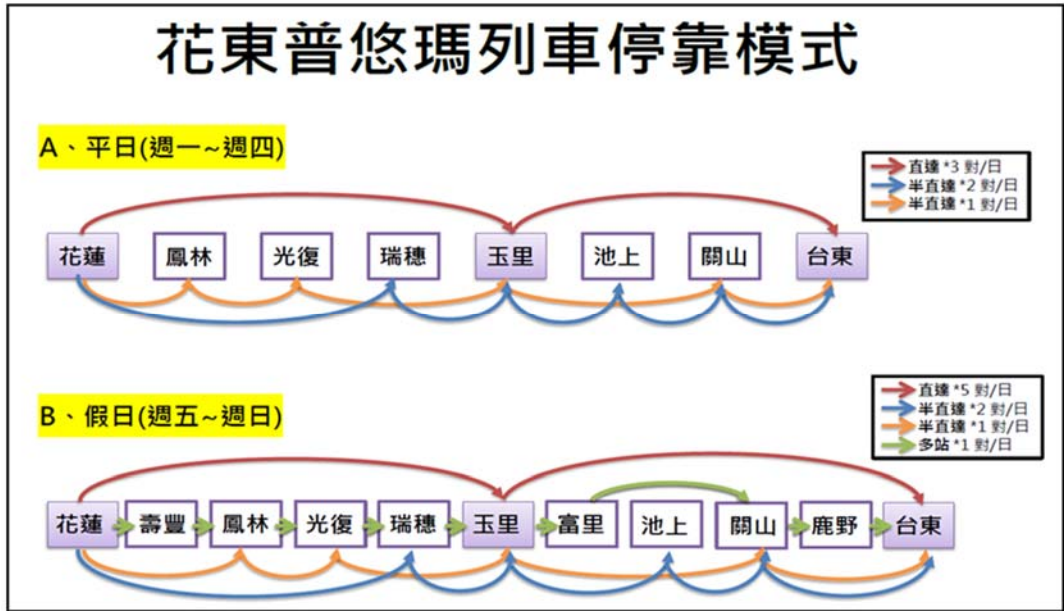 花東普悠瑪列車停靠模式
A、平日(週一~週四)
直達 *3 對/日
半直達 *2 對/日
半直達 *1 對/日
花蓮 鳳林 光復 瑞穗 玉里 池上 關山 台東
B、假日(週五~週日)
直達 *5 對/日
半直達 *2 對/日
半直達 *1 對/日
多站 *1 對/日
花蓮 壽豐 鳳林 光復 瑞穗 玉里 富里 池上 關山 鹿野 台東